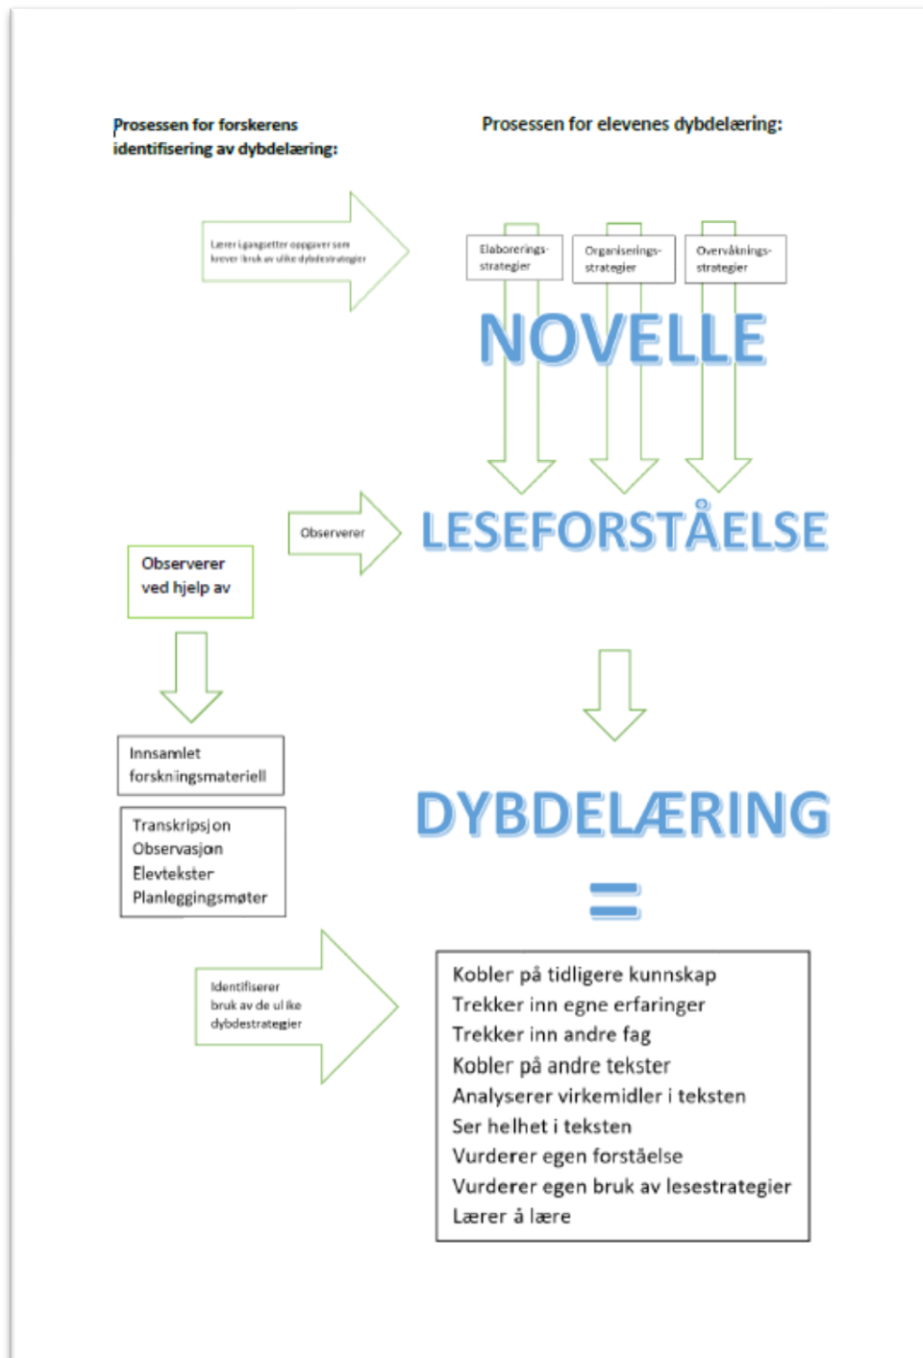 Prosessen for forskerens
identifisering av dybdelæring:
Prosessen for elevenes dybdelæring:
Lærer igangsetter oppgaver som
krever bruk av ulike dybdestrategier
Elaborerings-
strategier
Organiserings-
strategier
Overvåknings-
strategier
NOVELLE
Observerer
LESEFORSTÅELSE
Observerer
ved hjelp av
Innsamlet
forskningsmateriell
Transkripsjon
Observasjon
Elevtekster
Planleggingsmøter
DYBDELÆRING
=
Identifiserer
bruk av de ulike
dybdestrategier
Kobler på tidligere kunnskap
Trekker inn egne erfaringer
Trekker inn andre fag
Kobler på andre tekster
Analyserer virkemidler i teksten
Ser helhet i teksten
Vurderer egen forståelse
Vurderer egen bruk av lesestrategier
Lærer å lære